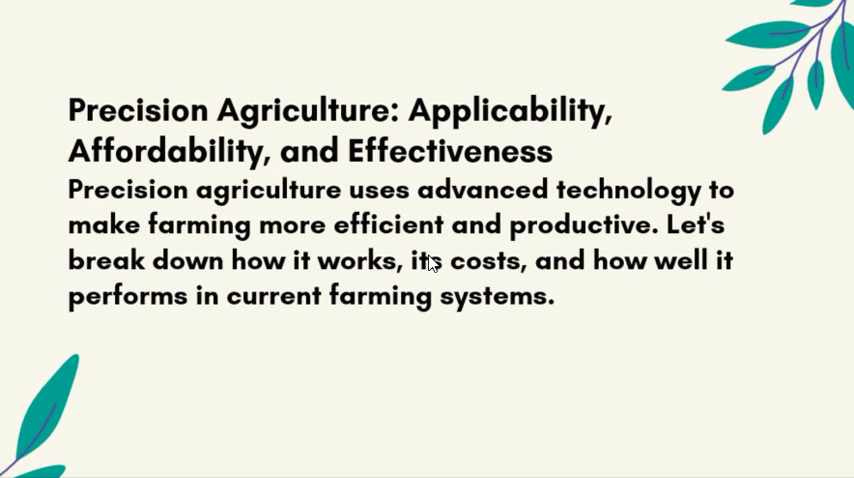 Precision Agriculture: Applicability,
Affordability, and Effectiveness
Precision agriculture uses advanced technology to
make farming more efficient and productive. Let's
break down how it works, its costs, and how well it
performs in current farming systems.